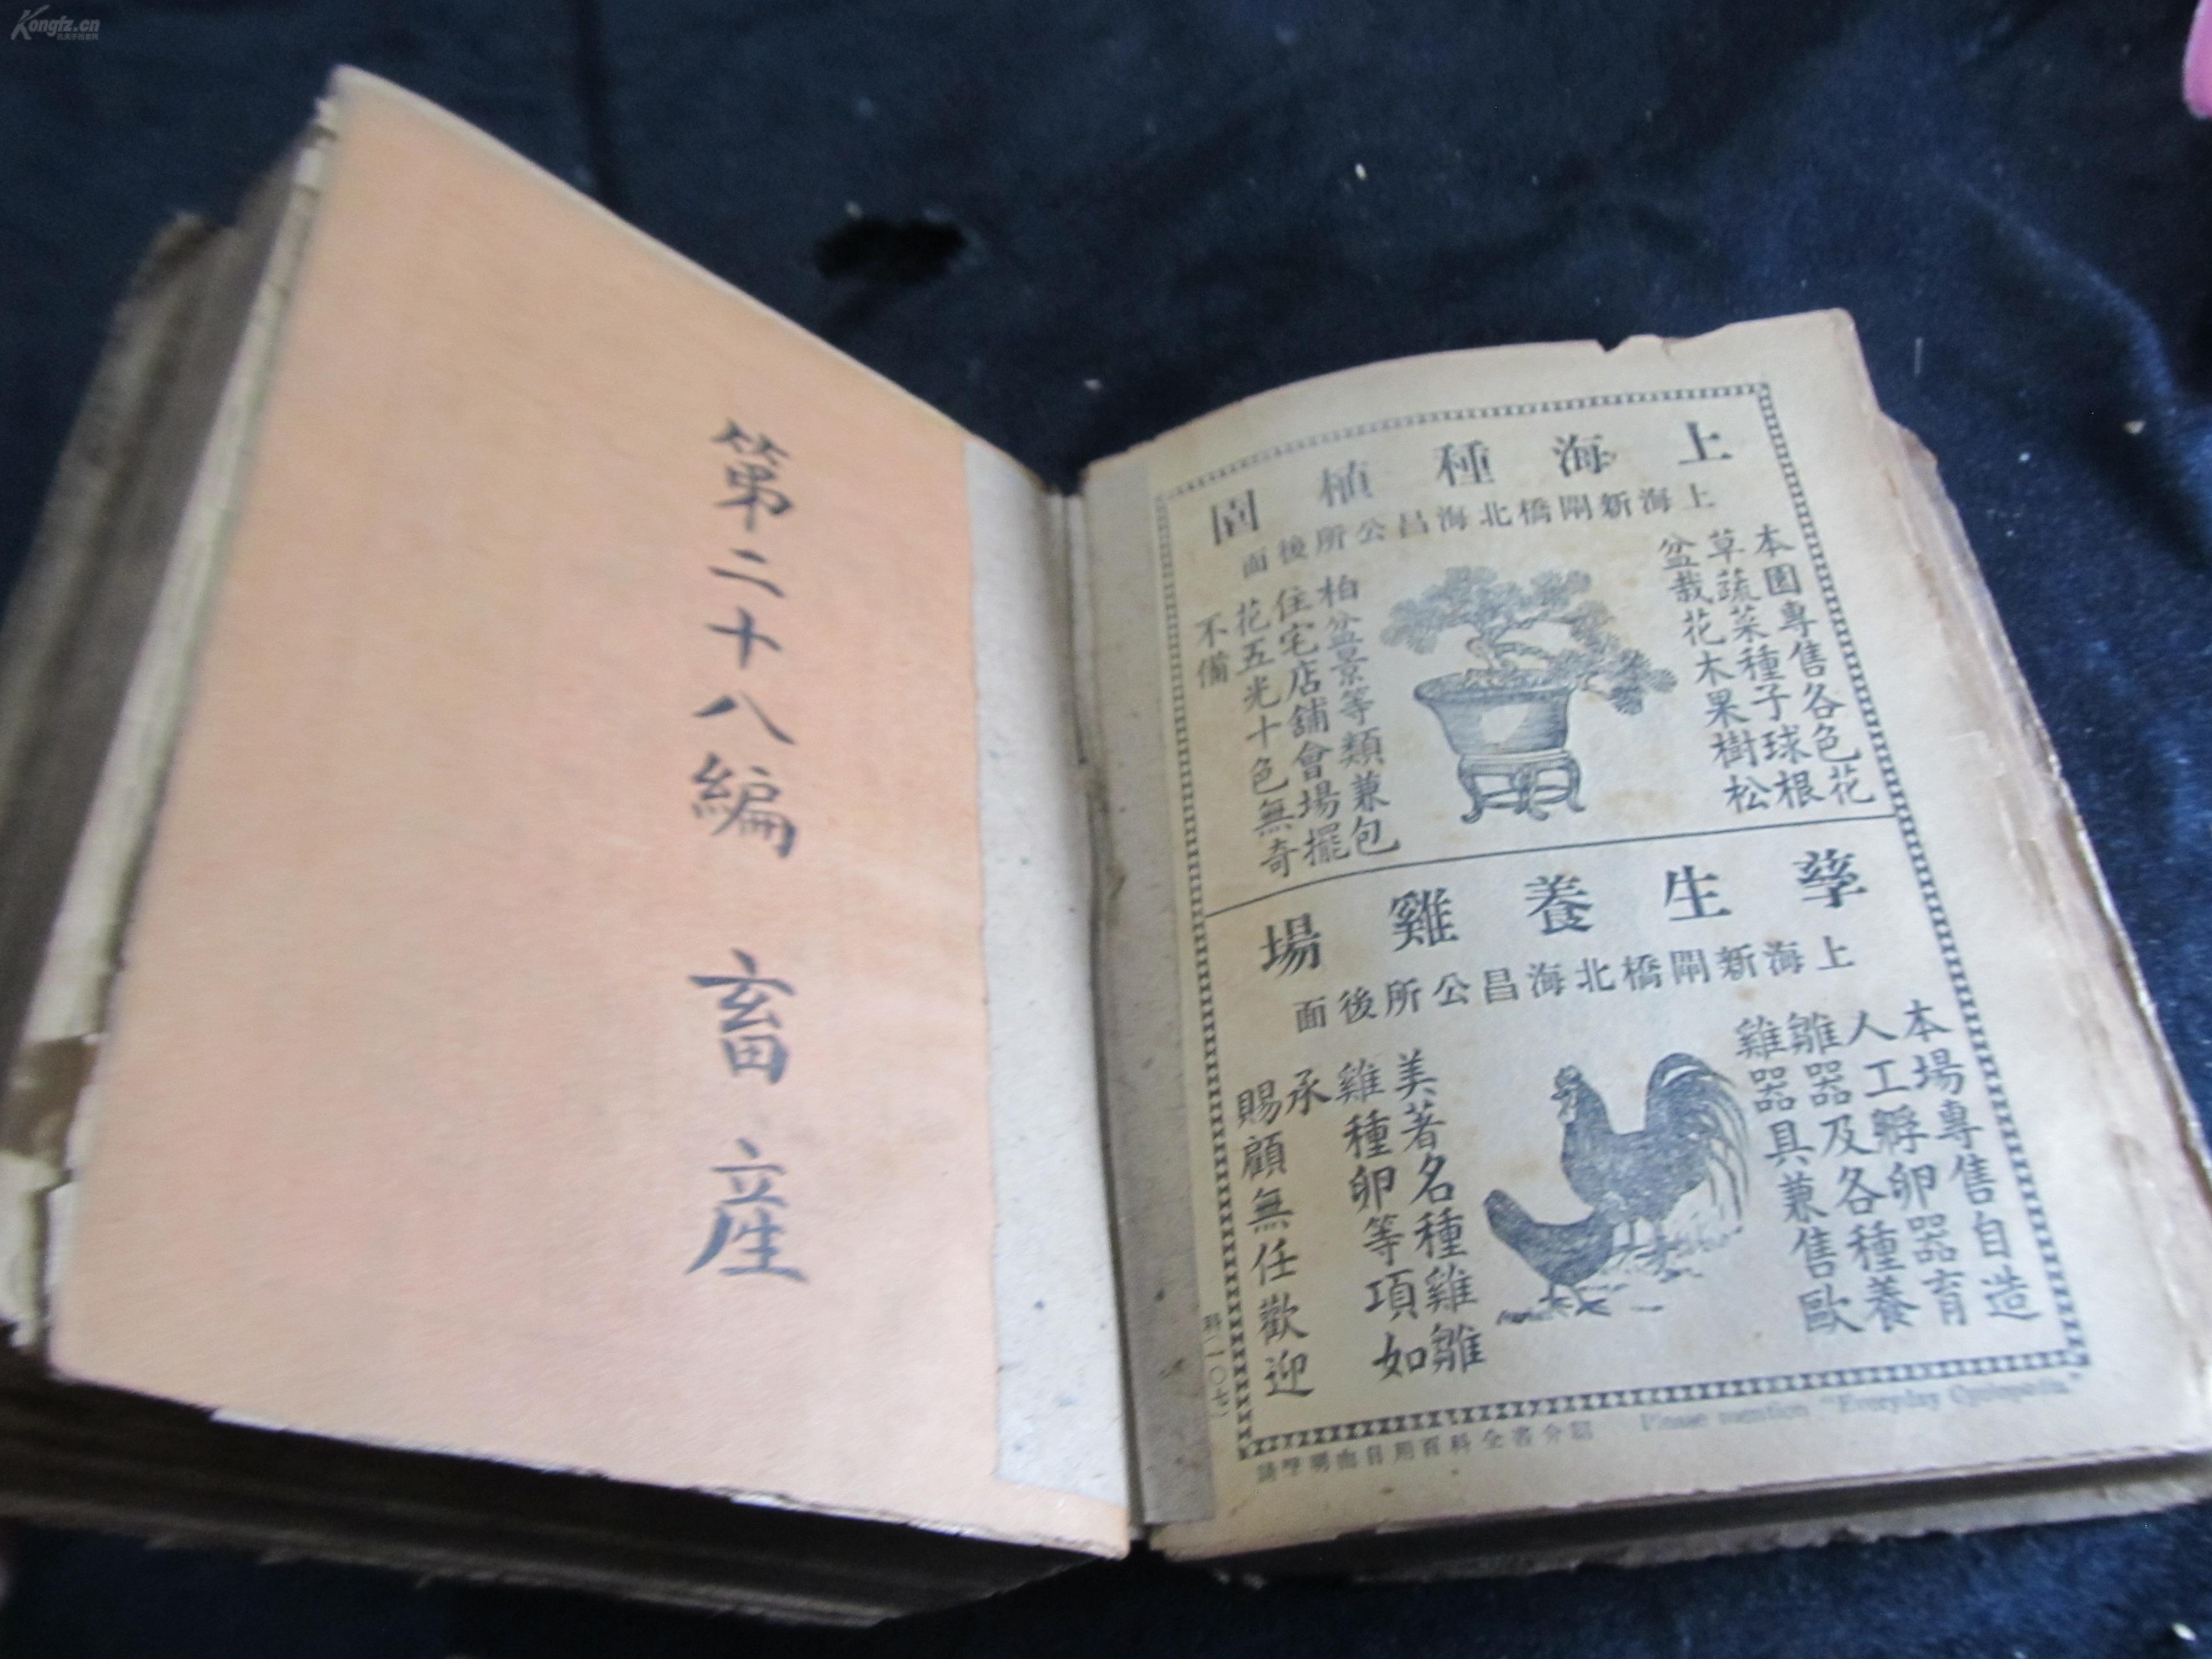 Kongfz.cn
第二十八編 畜產
上海種植園
上海新閘橋北海昌公所後面
本園專售各色花
草蔬菜種子球根
盆栽花木果樹松
柏盆景等類兼包
住宅店舖會場擺
花五光十色無奇
不備
孳生養雞場
上海新閘橋北海昌公所後面
本場專售自造
人工孵卵器育
雛器及各種養
雞器具兼售歐
美著名種雞雛
雞種卵等項如
承
賜顧無任歡迎
請聲明由日用百科全書介紹 Please mention "Everyday Cyclopedia"